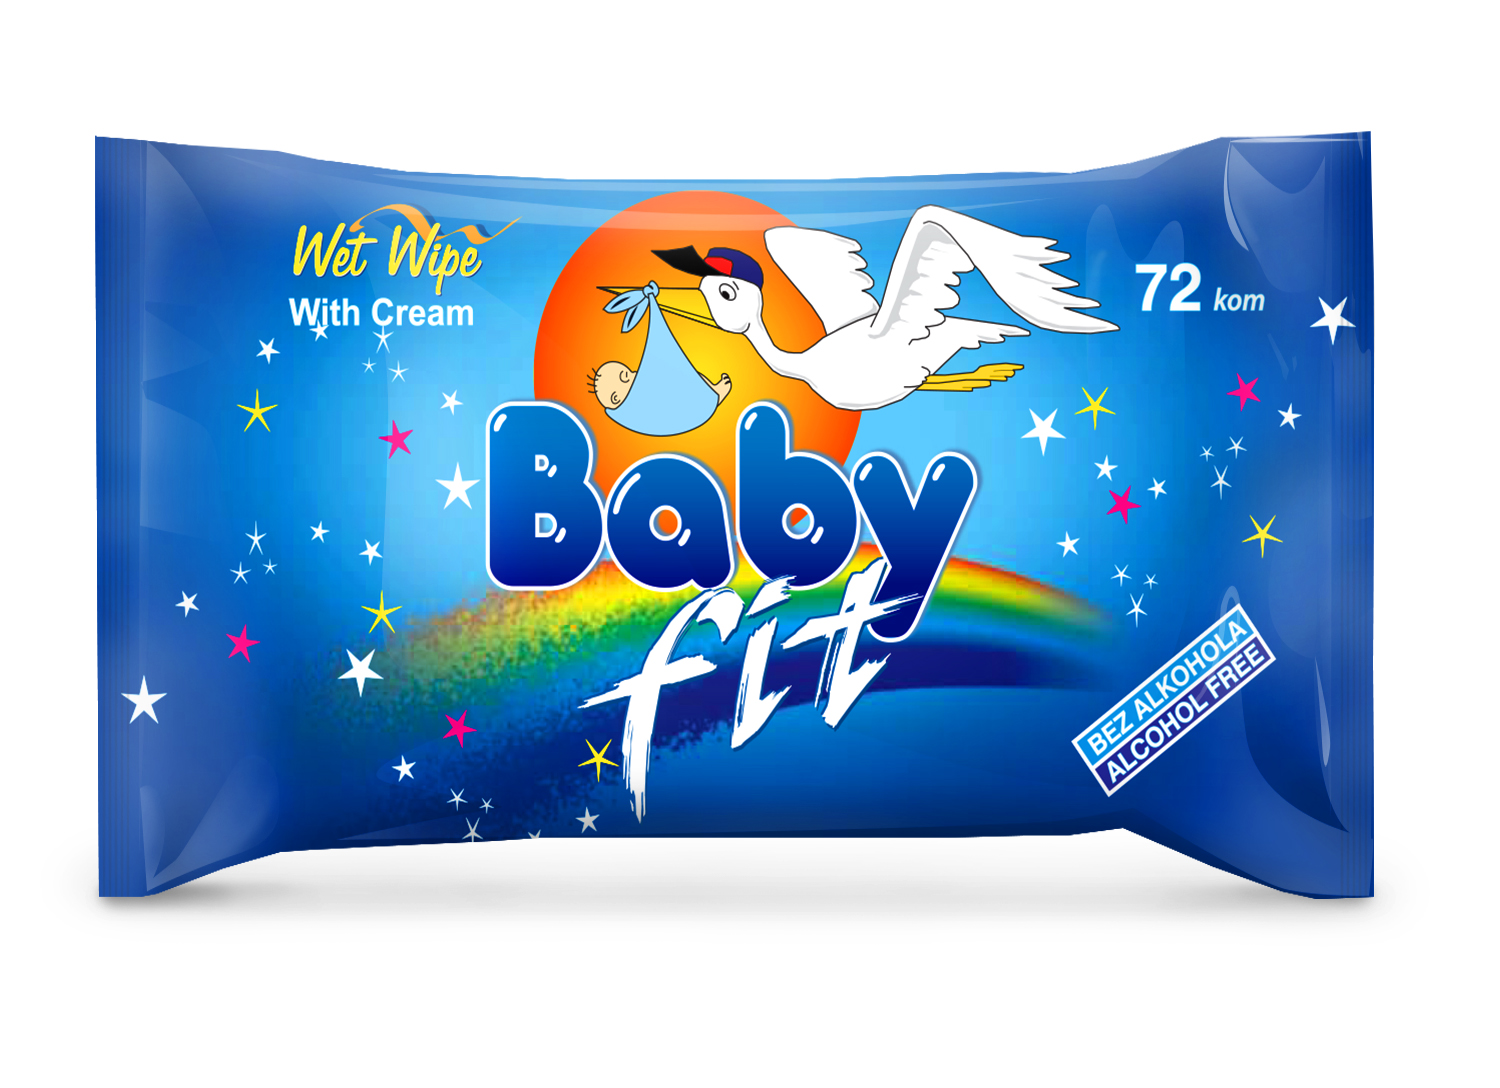 Wet Wipe
With Cream
72 kom
Baby
fit
BEZ ALKOHOLA
ALCOHOL FREE